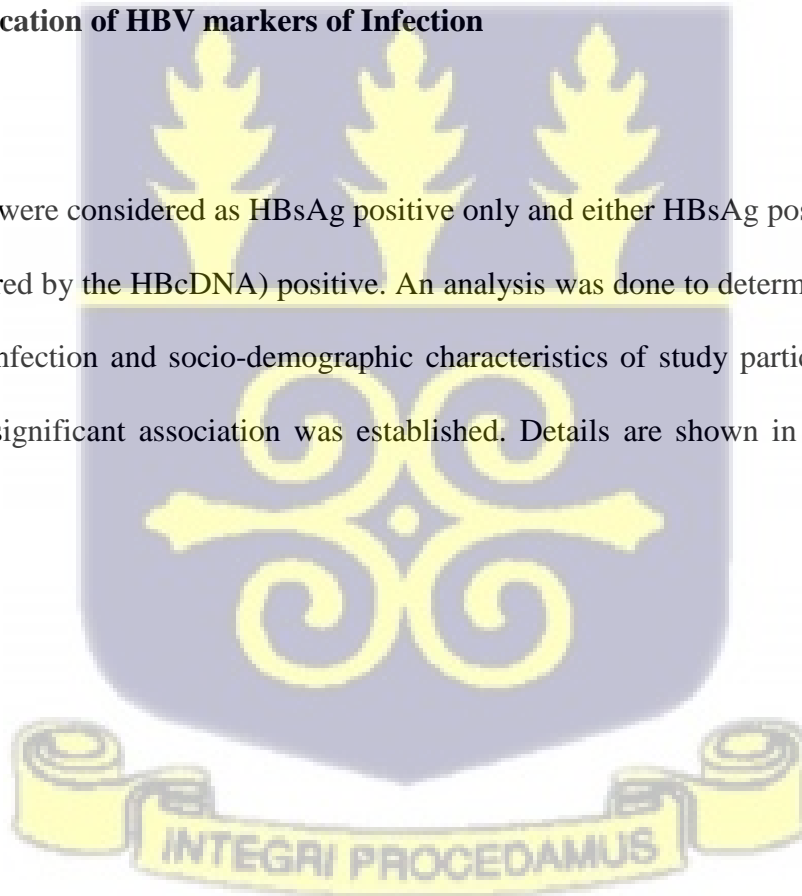 cation of HBV markers of Infection
were considered as HBsAg positive only and either HBsAg pos
red by the HBcDNA) positive. An analysis was done to determ
nfection and socio-demographic characteristics of study partic
significant association was established. Details are shown in
INTEGRI PROCEDAMUS